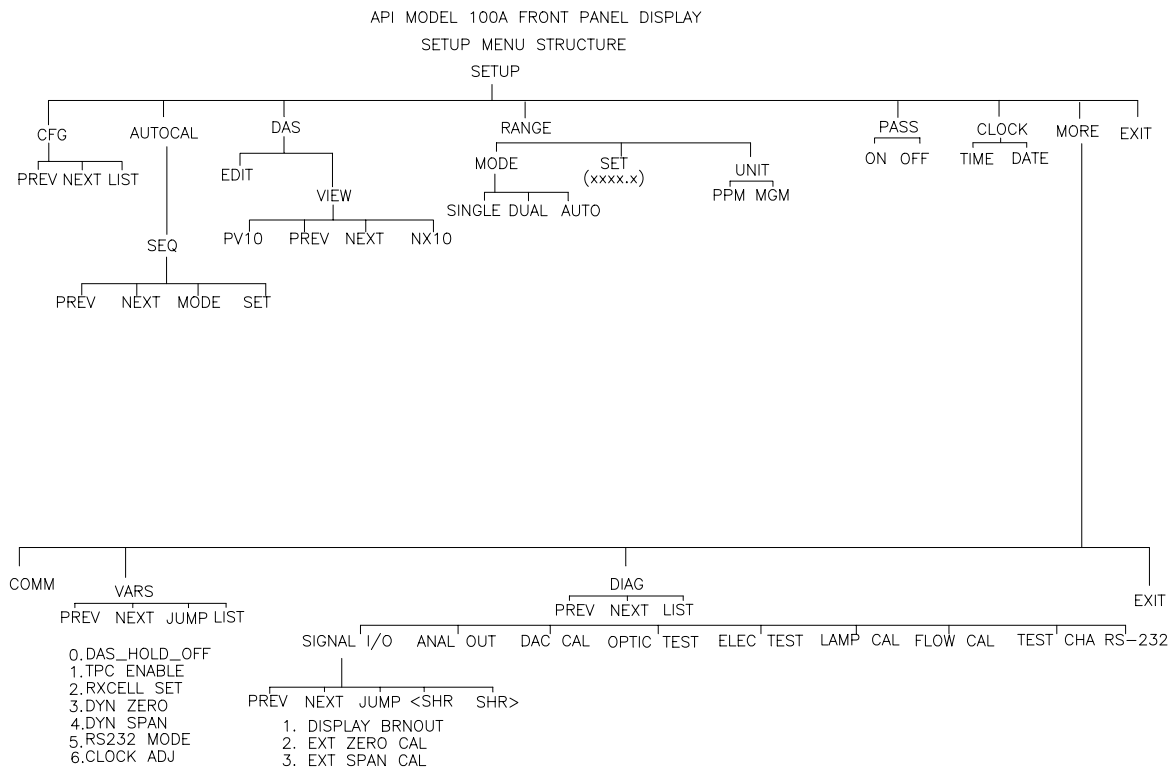 API MODEL 100A FRONT PANEL DISPLAY
SETUP MENU STRUCTURE
SETUP
CFG AUTOCAL DAS RANGE PASS CLOCK MORE EXIT
PREV NEXT LIST EDIT VIEW MODE SET (xxxx.x) UNIT ON OFF TIME DATE
SINGLE DUAL AUTO PPM MGM
PV10 PREV NEXT NX10
SEQ
PREV NEXT MODE SET
COMM VARS DIAG EXIT
PREV NEXT JUMP LIST PREV NEXT LIST
SIGNAL I/O ANAL OUT DAC CAL OPTIC TEST ELEC TEST LAMP CAL FLOW CAL TEST CHA RS-232
0.DAS_HOLD_OFF
1.TPC ENABLE
2.RXCELL SET
3.DYN ZERO
4.DYN SPAN
5.RS232 MODE
6.CLOCK ADJ
PREV NEXT JUMP <SHR SHR>
1. DISPLAY BRNOUT
2. EXT ZERO CAL
3. EXT SPAN CAL